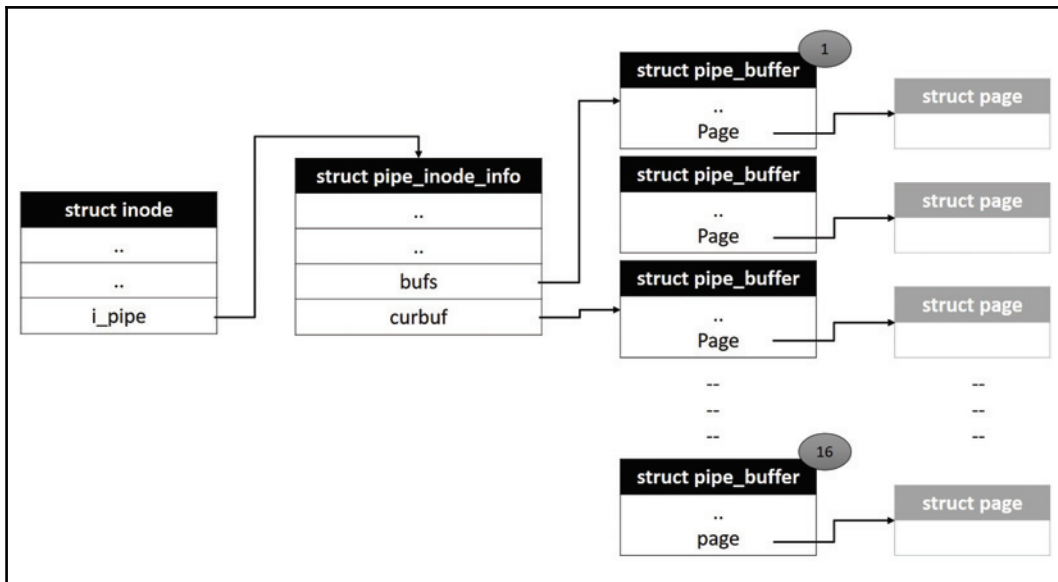 struct inode
..
..
i_pipe
struct pipe_inode_info
..
..
bufs
curbuf
1
struct pipe_buffer
..
Page
struct page
struct pipe_buffer
..
Page
struct page
struct pipe_buffer
..
Page
struct page
-- --
-- --
-- --
16
struct pipe_buffer
..
page
struct page